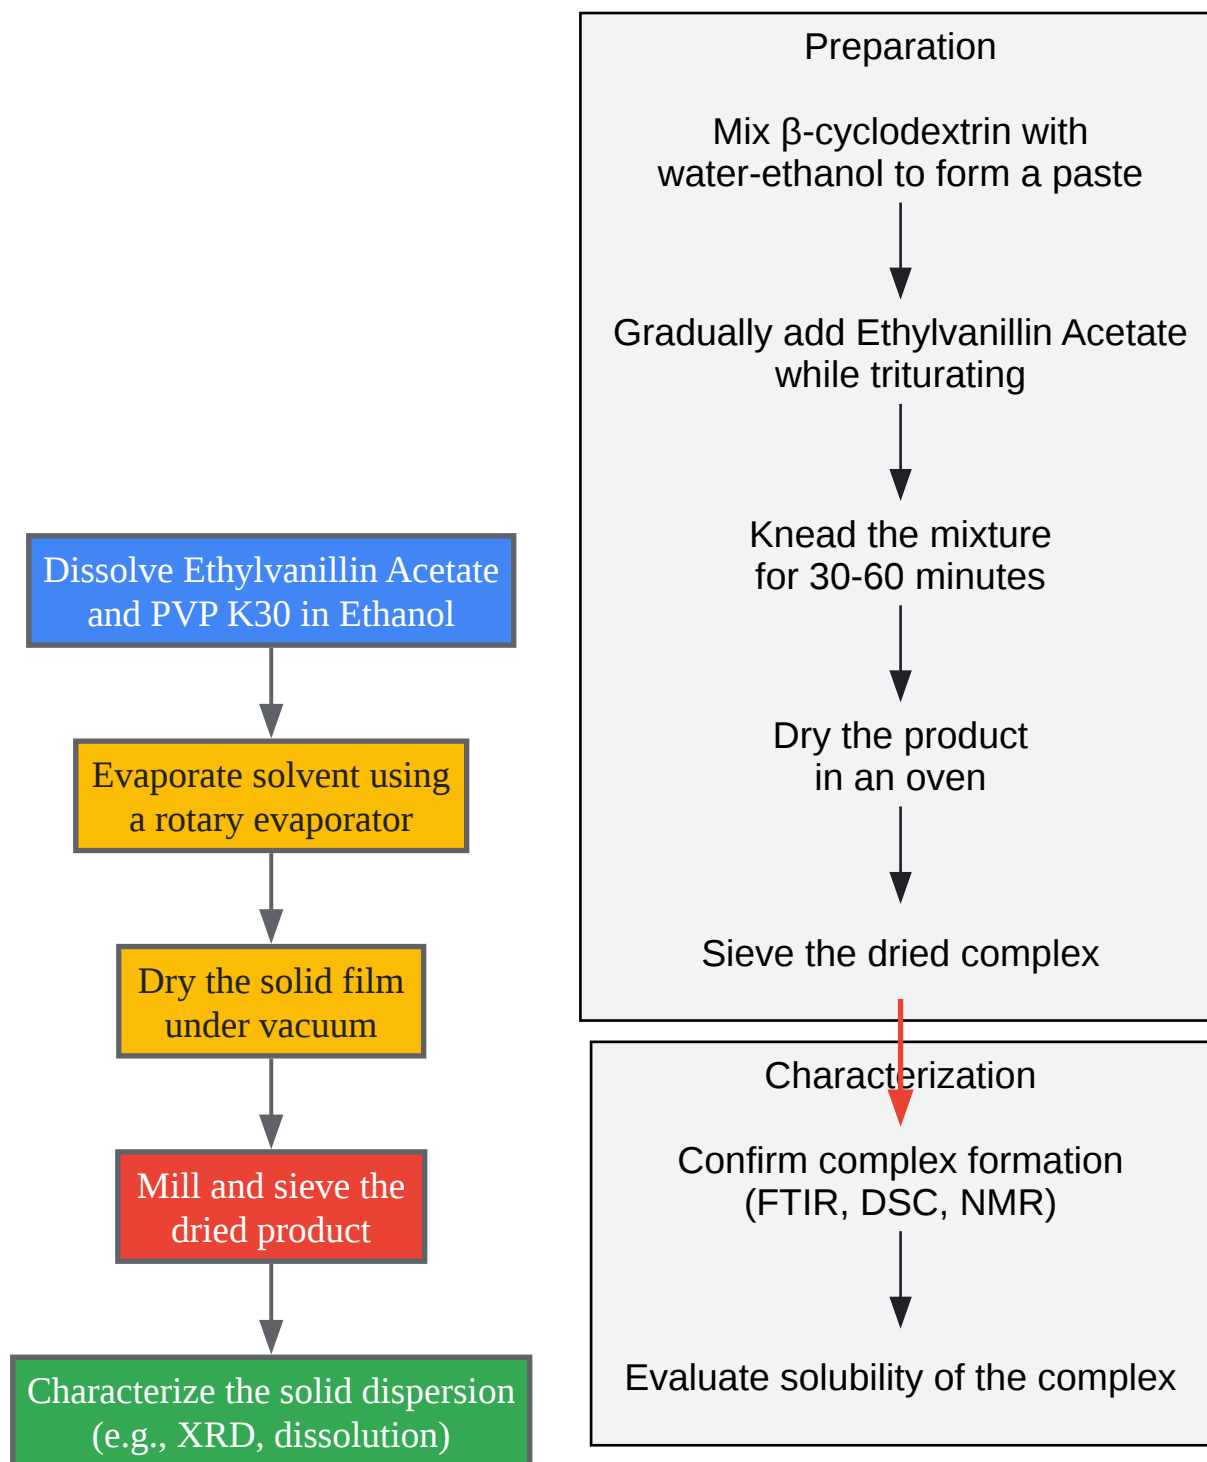 Dissolve Ethylvanillin Acetate
and PVP K30 in Ethanol
Evaporate solvent using
a rotary evaporator
Dry the solid film
under vacuum
Mill and sieve the
dried product
Characterize the solid dispersion
(e.g., XRD, dissolution)
Preparation
Mix β-cyclodextrin with
water-ethanol to form a paste
Gradually add Ethylvanillin Acetate
while triturating
Knead the mixture
for 30-60 minutes
Dry the product
in an oven
Sieve the dried complex
Characterization
Confirm complex formation
(FTIR, DSC, NMR)
Evaluate solubility of the complex